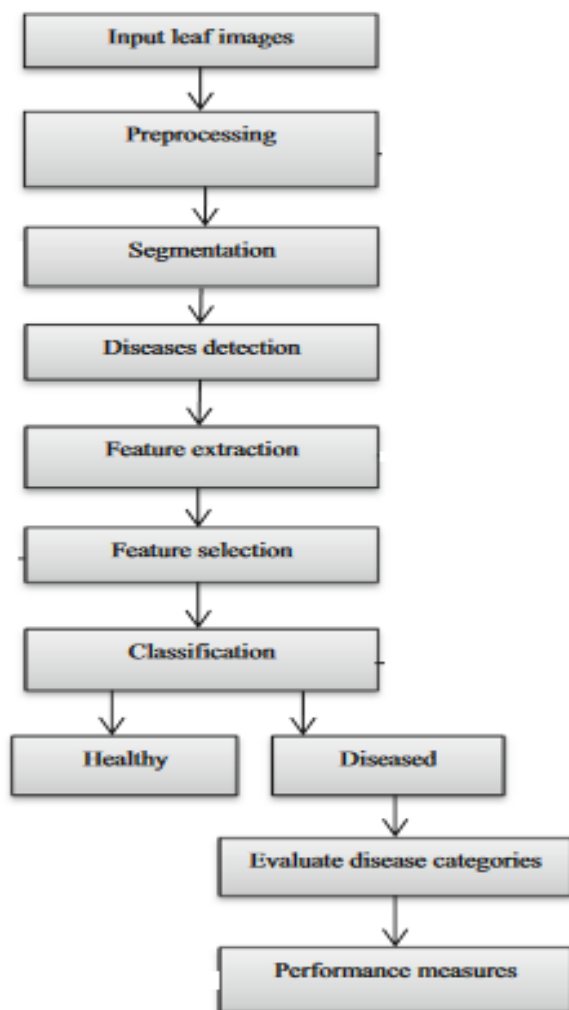 Input leaf images
Preprocessing
Segmentation
Diseases detection
Feature extraction
Feature selection
Classification
Healthy
Diseased
Evaluate disease categories
Performance measures